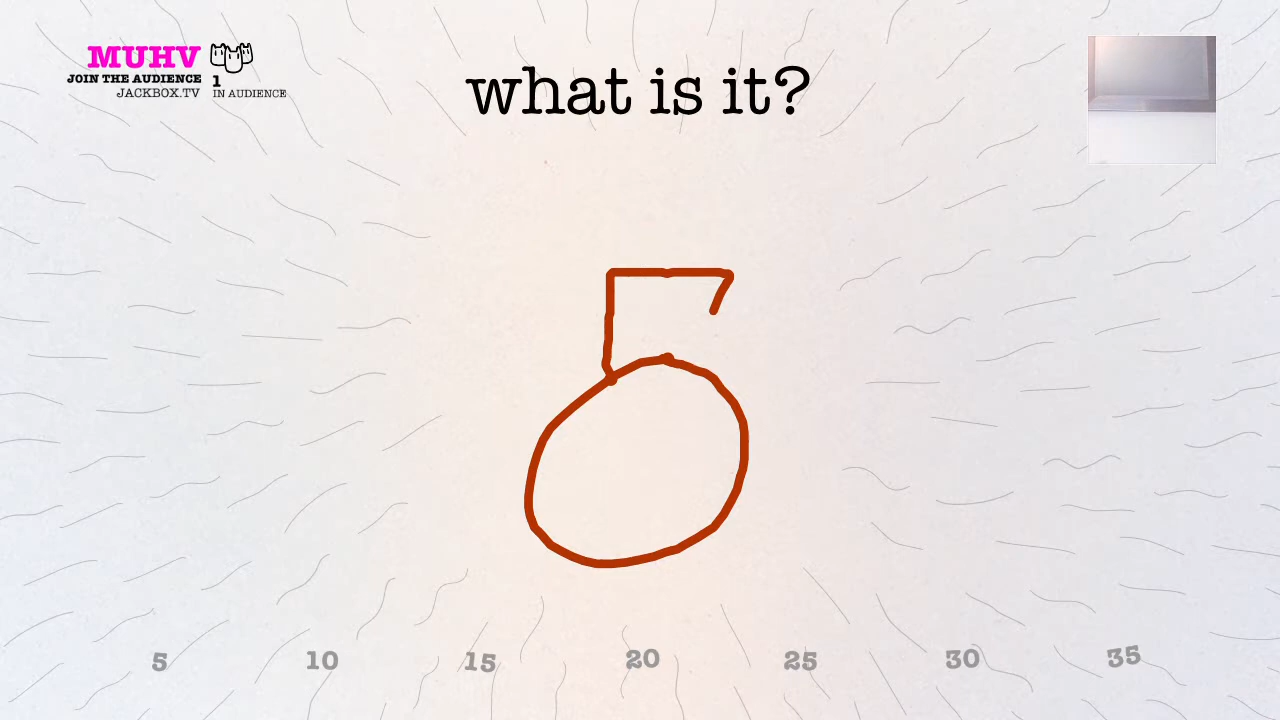 MUHV
JOIN THE AUDIENCE
JACKBOX.TV
1
IN AUDIENCE
what is it?
5 10 15 20 25 30 35